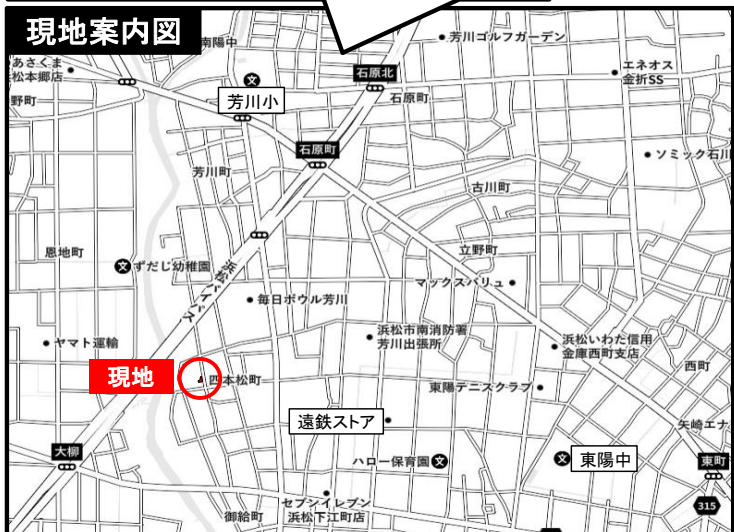 現地案内図
南陽中
芳川ゴルフガーデン
あさくま
松本郷店
石原北
エネオス
金折SS
野町
文
芳川小
石原町
石原町
ソミック石川
芳川町
古川町
恩地町
立野町
文
ずだじ幼稚園
浜松バイパス
マックスバリュ
毎日ボウル芳川
浜松市南消防署
芳川出張所
ヤマト運輸
浜松いわた信用
金庫西町支店
西町
現地
四本松町
東陽テニスクラブ
遠鉄ストア
矢崎エナ
大柳
ハロー保育園
文
文
東陽中
東町
セブンイレブン
浜松下江町店
御給町
315